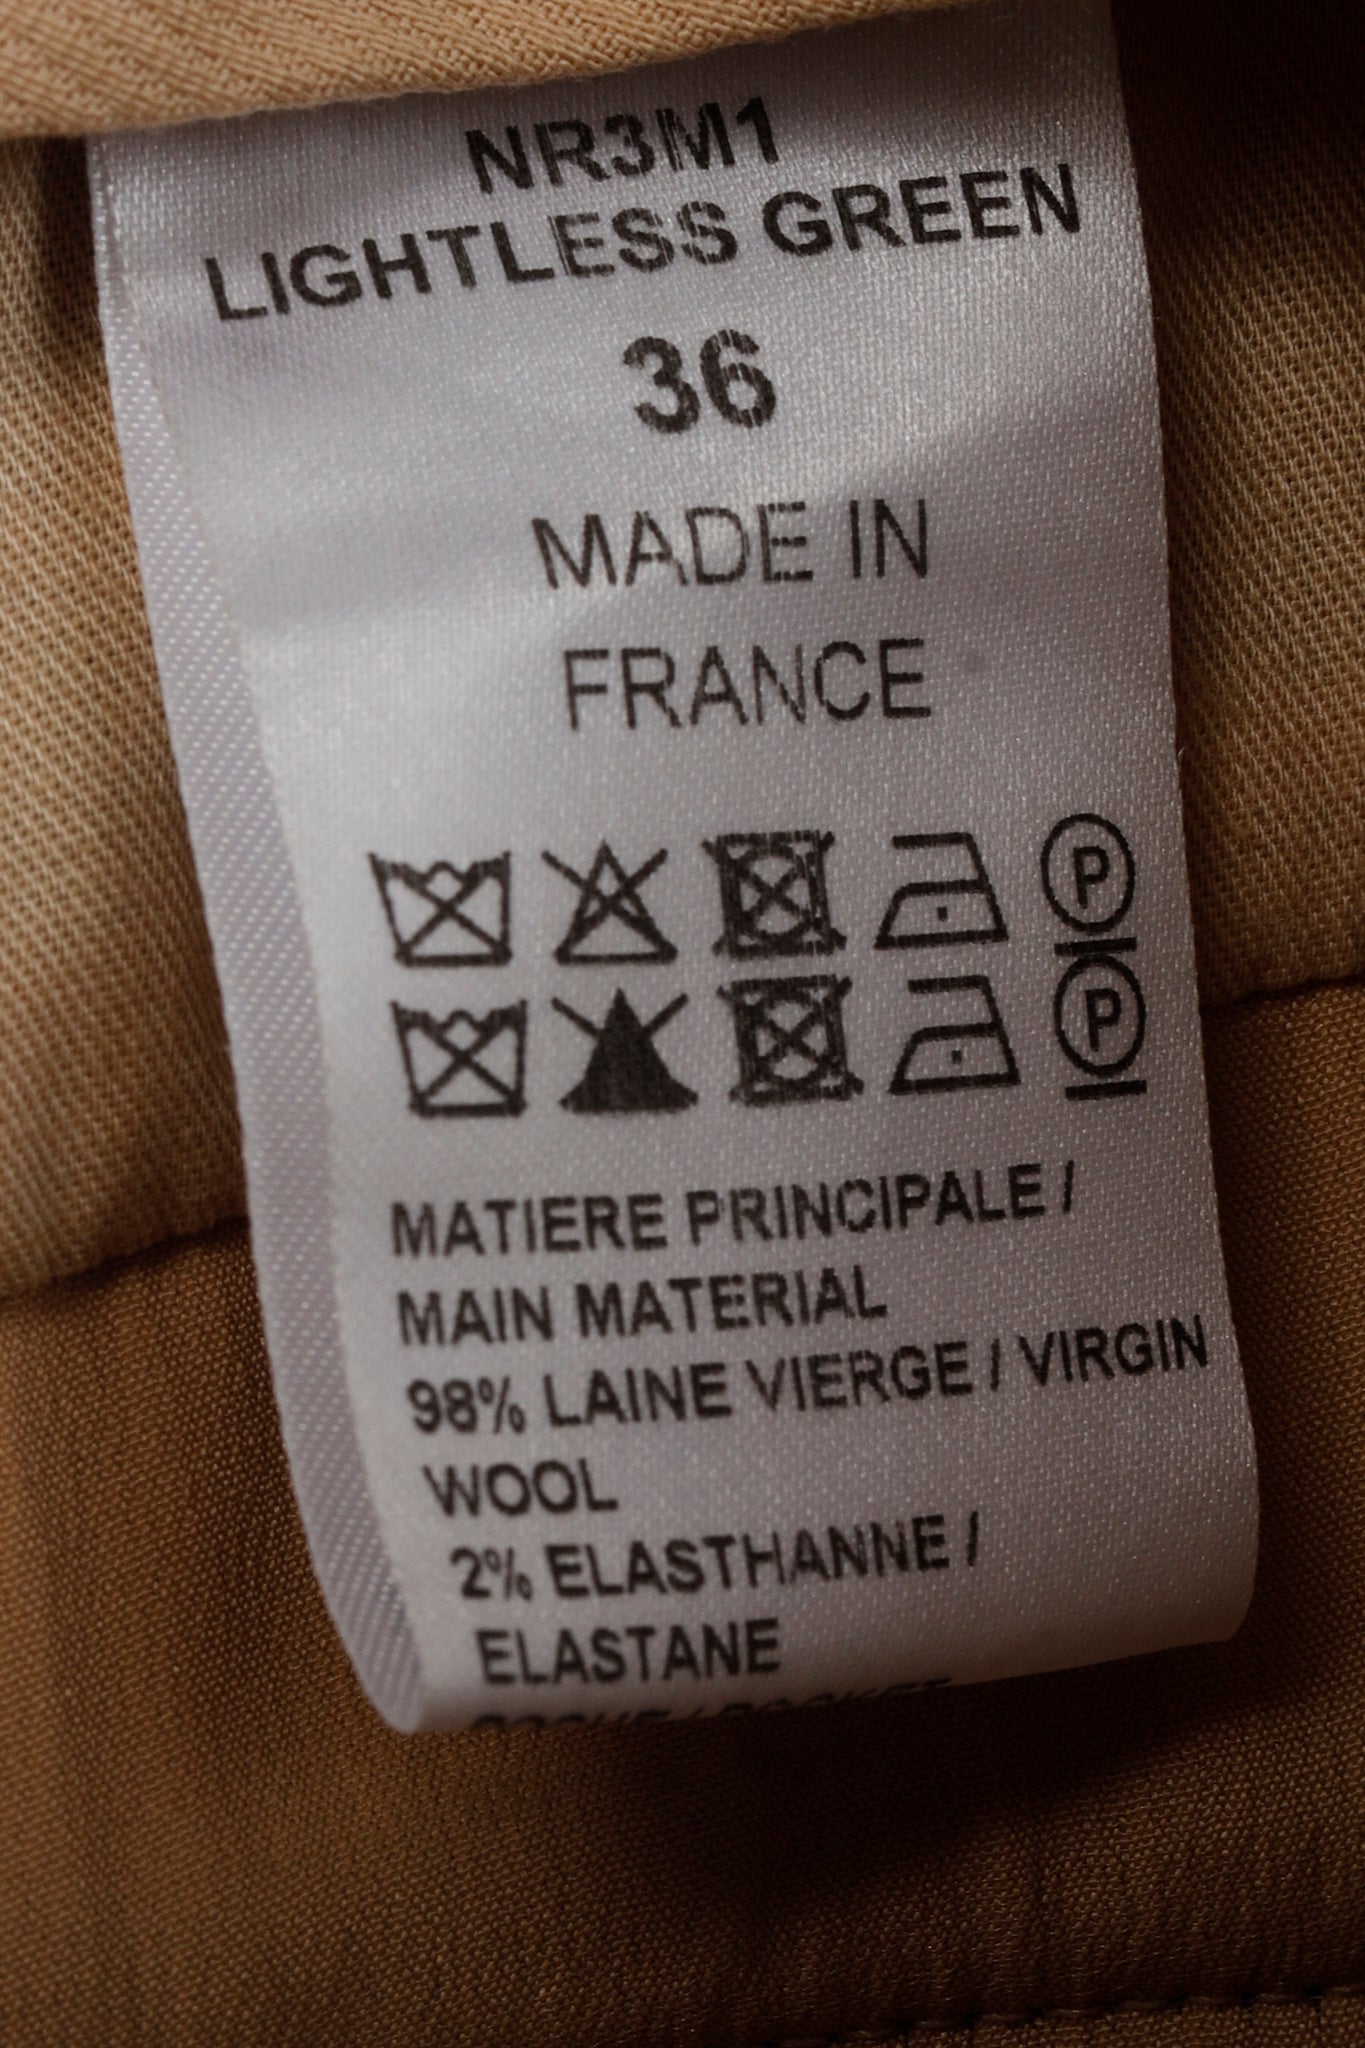 NR3M1
LIGHTLESS GREEN
36
MADE IN
FRANCE
P
P
MATIERE PRINCIPALE /
MAIN MATERIAL
98% LAINE VIERGE / VIRGIN
WOOL
2% ELASTHANNE /
ELASTANE